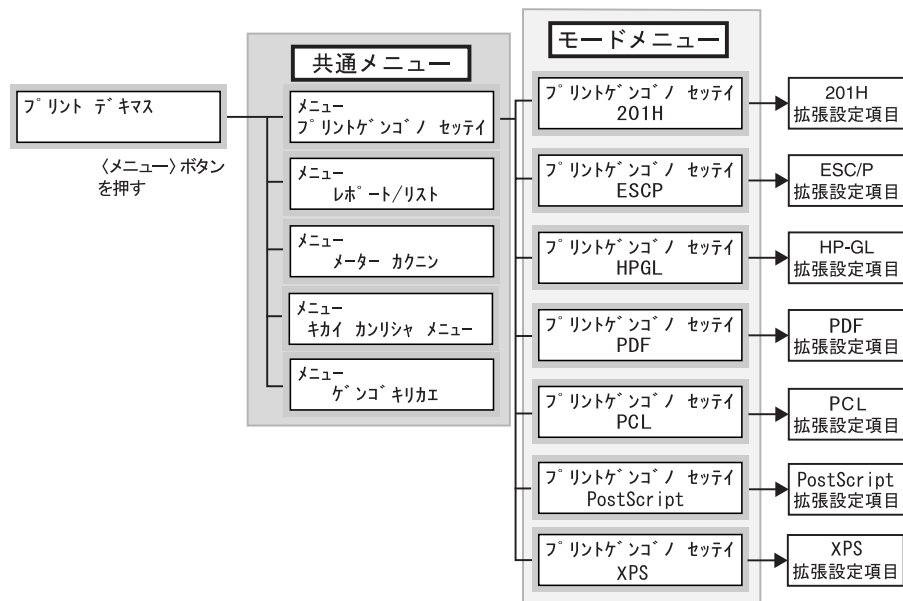 共通メニュー
モードメニュー
プリント デキマス
〈メニュー〉ボタン
を押す
メニュー
プリントゲンゴノ セッテイ
メニュー
レポート/リスト
メニュー
メーター カクニン
メニュー
キカイ カンリシャ メニュー
メニュー
ゲンゴキリカエ
プリントゲンゴノ セッテイ
201H
プリントゲンゴノ セッテイ
ESCP
プリントゲンゴノ セッテイ
HPGL
プリントゲンゴノ セッテイ
PDF
プリントゲンゴノ セッテイ
PCL
プリントゲンゴノ セッテイ
PostScript
プリントゲンゴノ セッテイ
XPS
201H
拡張設定項目
ESC/P
拡張設定項目
HP-GL
拡張設定項目
PDF
拡張設定項目
PCL
拡張設定項目
PostScript
拡張設定項目
XPS
拡張設定項目